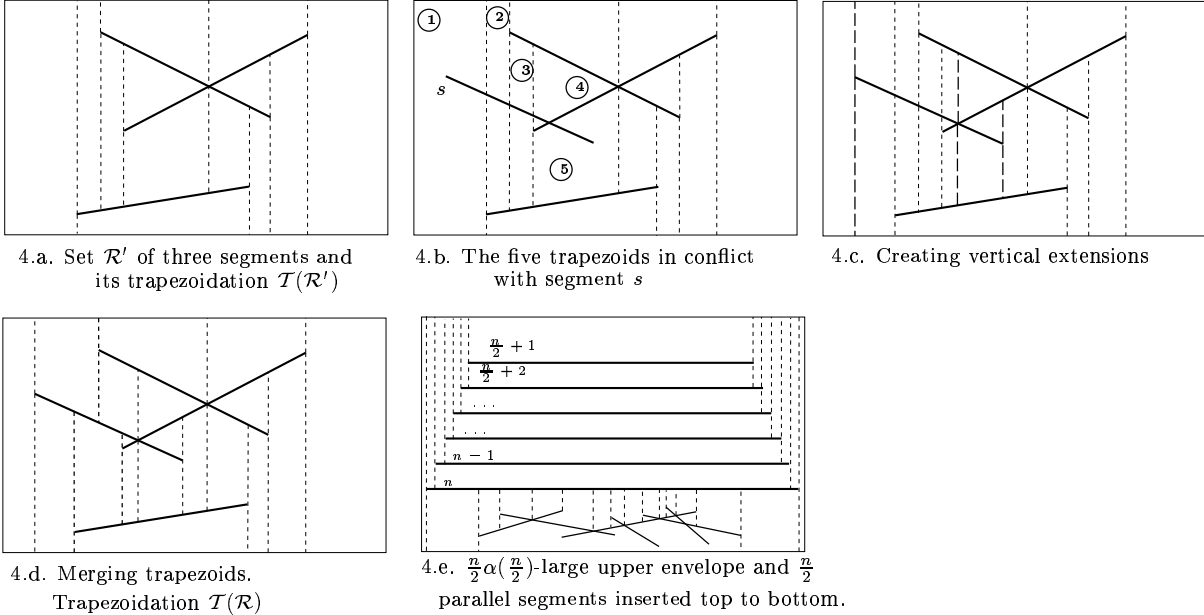 1
2
3
4
s
5
4.a. Set R′ of three segments and
its trapezoidation T(R′)
4.b. The five trapezoids in conflict
with segment s
4.c. Creating vertical extensions
n/2 + 1
n/2 + 2
...
...
n − 1
n
4.d. Merging trapezoids.
Trapezoidation T(R)
4.e. n/2 α(n/2)-large upper envelope and n/2
parallel segments inserted top to bottom.